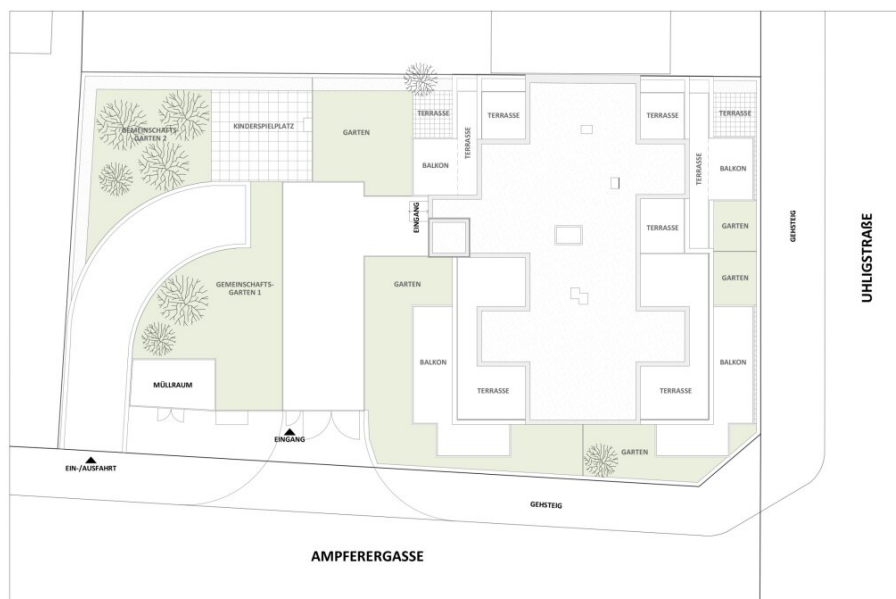 GEMEINSCHAFTS
GARTEN 2
KINDERSPIELPLATZ
GARTEN
TERRASSE
TERRASSE
TERRASSE
BALKON
TERRASSE
TERRASSE
TERRASSE
BALKON
EINGANG
TERRASSE
GARTEN
GEHSTEIG
UHLIGSTRAßE
GEMEINSCHAFTS-
GARTEN 1
GARTEN
GARTEN
BALKON
BALKON
MÜLLRAUM
TERRASSE
TERRASSE
EINGANG
GARTEN
EIN-/AUSFAHRT
GEHSTEIG
AMPFERERGASSE